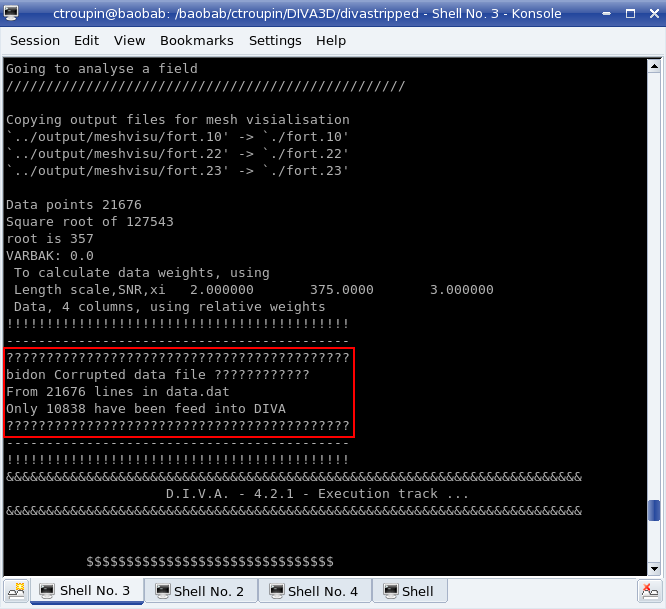 ctroupin@baobab: /baobab/ctroupin/DIVA3D/divastripped - Shell No. 3 - Konsole
Session Edit View Bookmarks Settings Help
Going to analyse a field
//////////////////////////////////////////////////
Copying output files for mesh visialisation
`../output/meshvisu/fort.10' -> `./fort.10'
`../output/meshvisu/fort.22' -> `./fort.22'
`../output/meshvisu/fort.23' -> `./fort.23'
Data points 21676
Square root of 127543
root is 357
VARBAK: 0.0
To calculate data weights, using
Length scale,SNR,xi 2.000000 375.0000 3.000000
Data, 4 columns, using relative weights
!!!!!!!!!!!!!!!!!!!!!!!!!!!!!!!!!!!!!!!!!!!
-------------------------------------------
???????????????????????????????????????????
bidon Corrupted data file ????????????
From 21676 lines in data.dat
Only 10838 have been feed into DIVA
???????????????????????????????????????????
-------------------------------------------
!!!!!!!!!!!!!!!!!!!!!!!!!!!!!!!!!!!!!!!!!!!
&&&&&&&&&&&&&&&&&&&&&&&&&&&&&&&&&&&&&&&&&&&&&&&&&&&&&&&&&&&&&&&&&&&&&&&&
D.I.V.A. - 4.2.1 - Execution track ...
&&&&&&&&&&&&&&&&&&&&&&&&&&&&&&&&&&&&&&&&&&&&&&&&&&&&&&&&&&&&&&&&&&&&&&&&
$$$$$$$$$$$$$$$$$$$$$$$$$$$$$$$
Shell No. 3 Shell No. 2 Shell No. 4 Shell